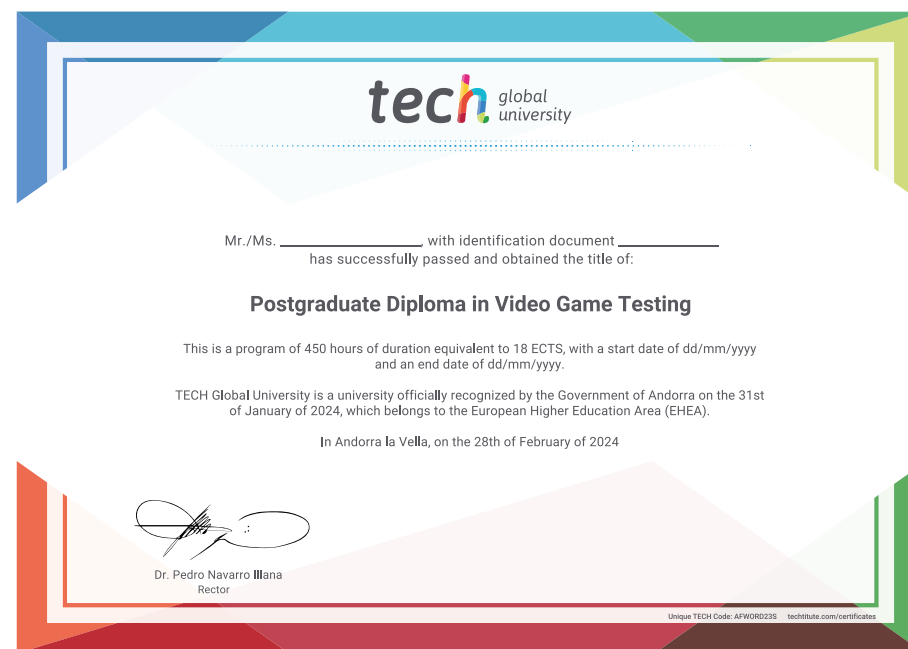 tech global university
Mr./Ms. ____________________, with identification document ______________
has successfully passed and obtained the title of:
Postgraduate Diploma in Video Game Testing
This is a program of 450 hours of duration equivalent to 18 ECTS, with a start date of dd/mm/yyyy
and an end date of dd/mm/yyyy.
TECH Global University is a university officially recognized by the Government of Andorra on the 31st
of January of 2024, which belongs to the European Higher Education Area (EHEA).
In Andorra la Vella, on the 28th of February of 2024
Dr. Pedro Navarro Illana
Rector
Unique TECH Code: AFWORD23S techtitute.com/certificates